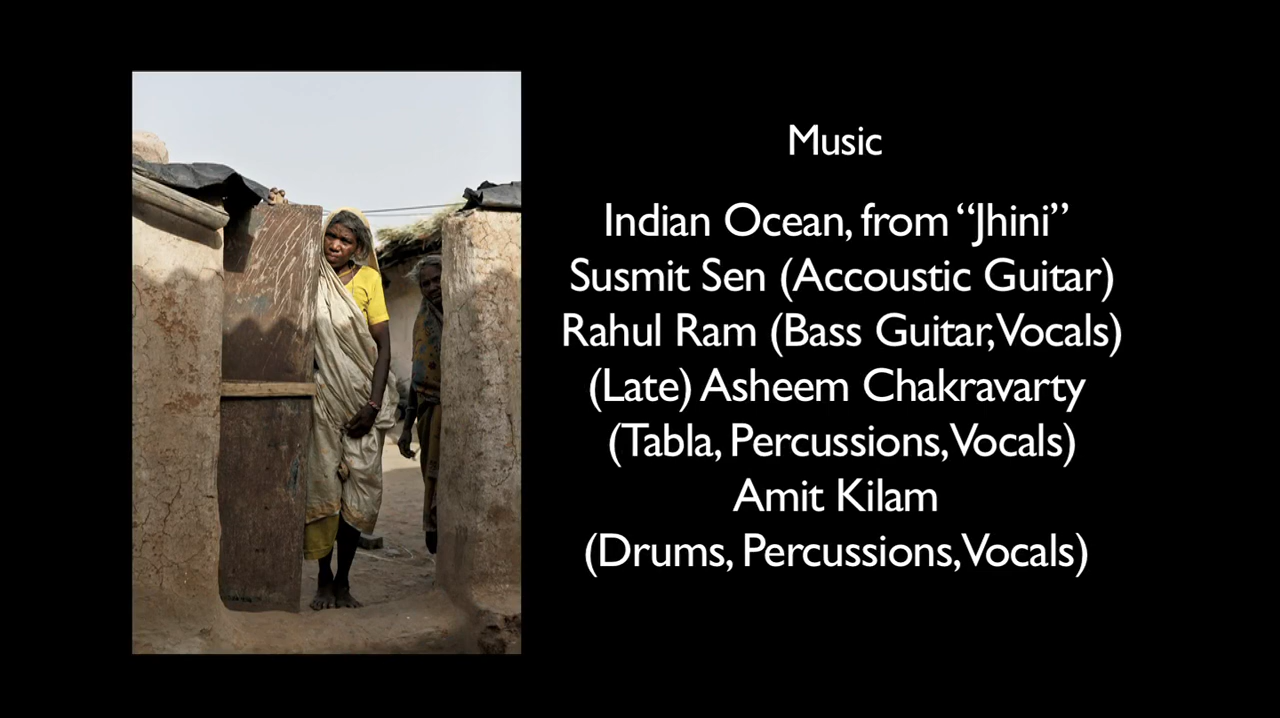 Music
Indian Ocean, from “Jhini”
Susmit Sen (Accoustic Guitar)
Rahul Ram (Bass Guitar, Vocals)
(Late) Asheem Chakravarty
(Tabla, Percussions, Vocals)
Amit Kilam
(Drums, Percussions, Vocals)